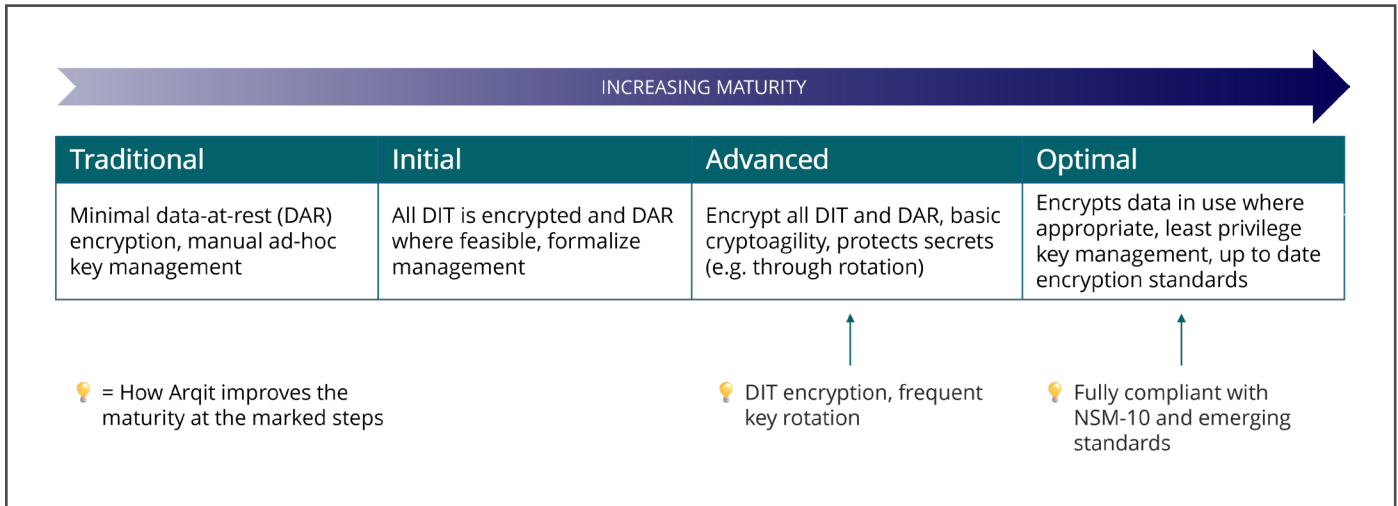 INCREASING MATURITY
Traditional
Initial
Advanced
Optimal
Minimal data-at-rest (DAR)
encryption, manual ad-hoc
key management
All DIT is encrypted and DAR
where feasible, formalize
management
Encrypt all DIT and DAR, basic
cryptoagility, protects secrets
(e.g. through rotation)
Encrypts data in use where
appropriate, least privilege
key management, up to date
encryption standards
= How Arqit improves the
maturity at the marked steps
DIT encryption, frequent
key rotation
Fully compliant with
NSM-10 and emerging
standards